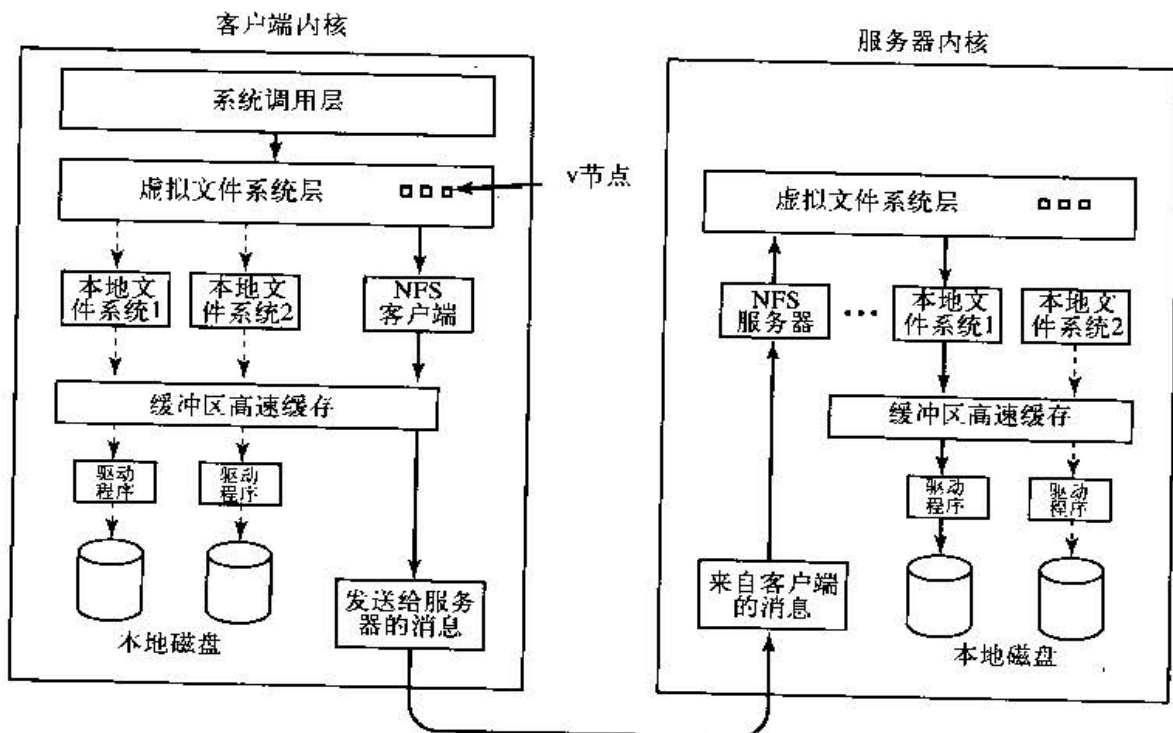 客户端内核
系统调用层
虚拟文件系统层
v节点
本地文
件系统1
本地文
件系统2
NFS
客户端
缓冲区高速缓存
驱动
程序
驱动
程序
本地磁盘
发送给服务
器的消息
服务器内核
虚拟文件系统层
NFS
服务器
本地文
件系统1
本地文
件系统2
缓冲区高速缓存
驱动
程序
驱动
程序
来自客户端
的消息
本地磁盘